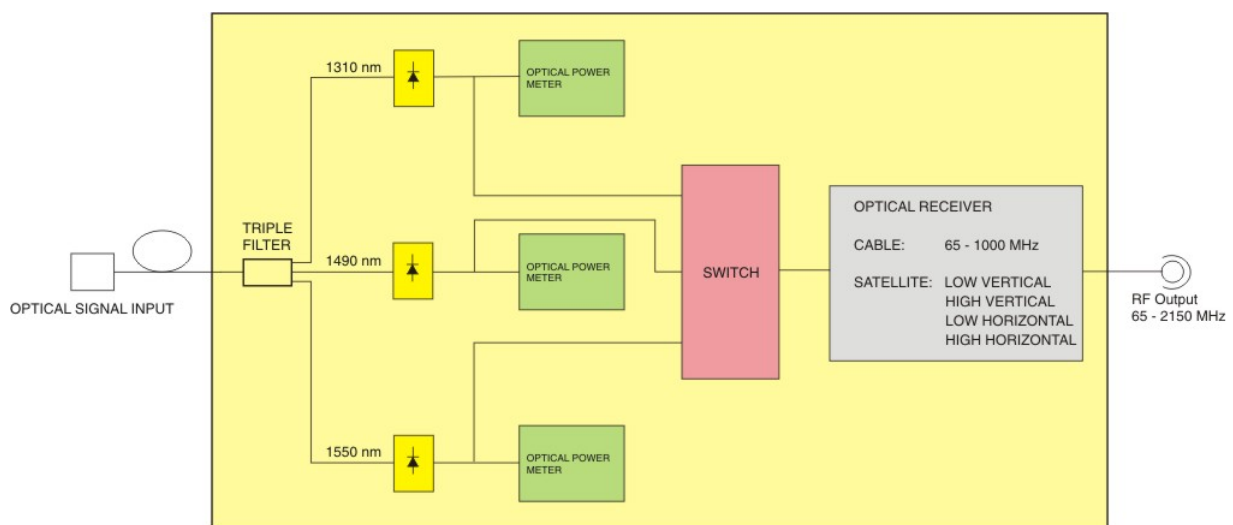 1310 nm
OPTICAL POWER
METER
TRIPLE
FILTER
1490 nm
OPTICAL POWER
METER
OPTICAL SIGNAL INPUT
SWITCH
OPTICAL RECEIVER
CABLE: 65 - 1000 MHz
SATELLITE: LOW VERTICAL
HIGH VERTICAL
LOW HORIZONTAL
HIGH HORIZONTAL
RF Output
65 - 2150 MHz
1550 nm
OPTICAL POWER
METER